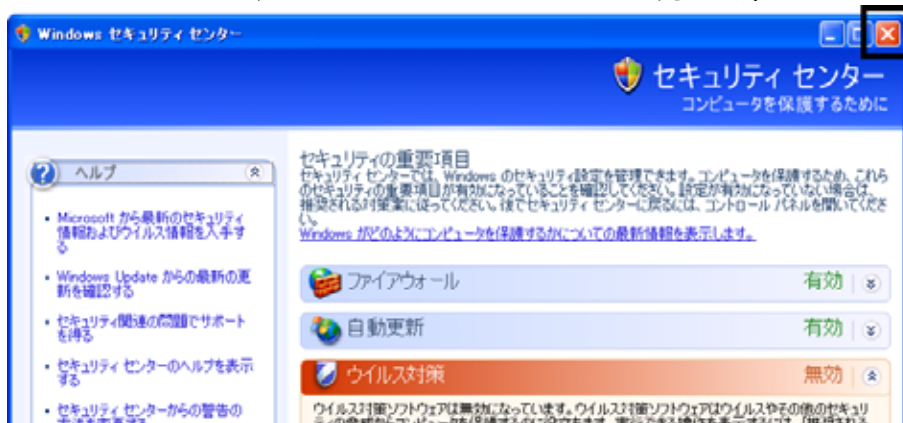 Windows セキュリティ センター
セキュリティ センター
コンピュータを保護するために
ヘルプ
Microsoft から最新のセキュリティ
情報およびウイルス情報を入手す
る
Windows Update からの最新の更
新を確認する
セキュリティ関連の問題でサポート
を得る
セキュリティ センターのヘルプを表示
する
セキュリティ センターからの警告の
方法を変更する
セキュリティの重要項目
セキュリティ センターでは、Windows のセキュリティ設定を管理できます。コンピュータを保護するため、これら
のセキュリティの重要項目が有効になっていることを確認してください。設定が有効になっていない場合は、
推奨される対策案に従ってください。後でセキュリティ センターに戻るには、コントロール パネルを開いてくださ
い。
Windows がどのようにコンピュータを保護するかについての最新情報を表示します。
ファイアウォール 有効
自動更新 有効
ウイルス対策 無効
ウイルス対策ソフトウェアは無効になっています。ウイルス対策ソフトウェアはウイルスやその他のセキュリ